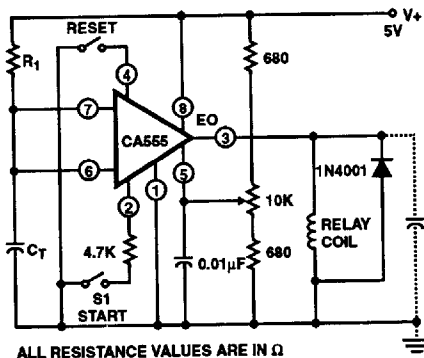 RESET
V+
5V
R1
680
4
7
8
EO
CA555
3
6
5
1
2
1N4001
10K
RELAY
COIL
CT
4.7K
0.01μF
680
S1
START
ALL RESISTANCE VALUES ARE IN Ω